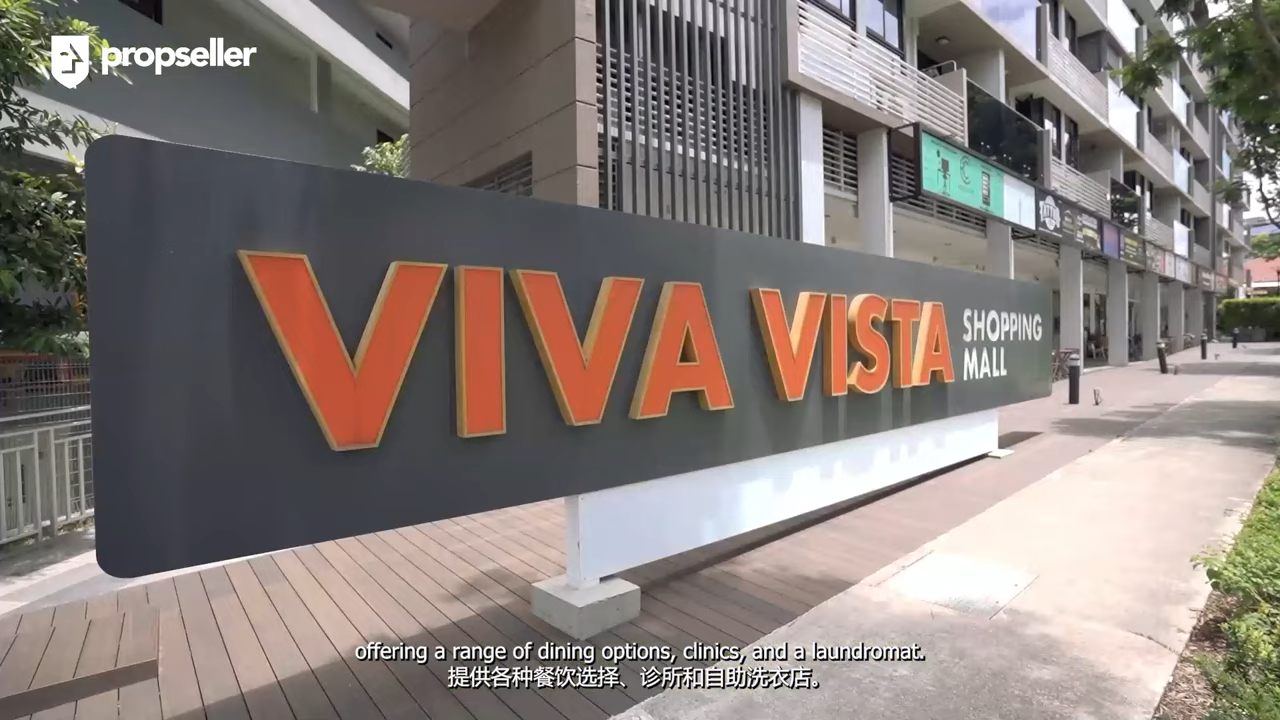 propseller
VIVA VISTA
SHOPPING
MALL
offering a range of dining options, clinics, and a laundromat.
提供各种餐饮选择、诊所和自助洗衣店。